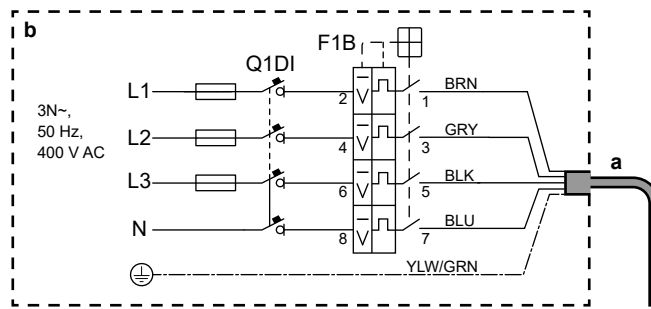 b
F1B
Q1DI
L1
2
1
BRN
3N~,
50 Hz,
400 V AC
L2
4
3
GRY
a
L3
6
5
BLK
N
8
7
BLU
YLW/GRN